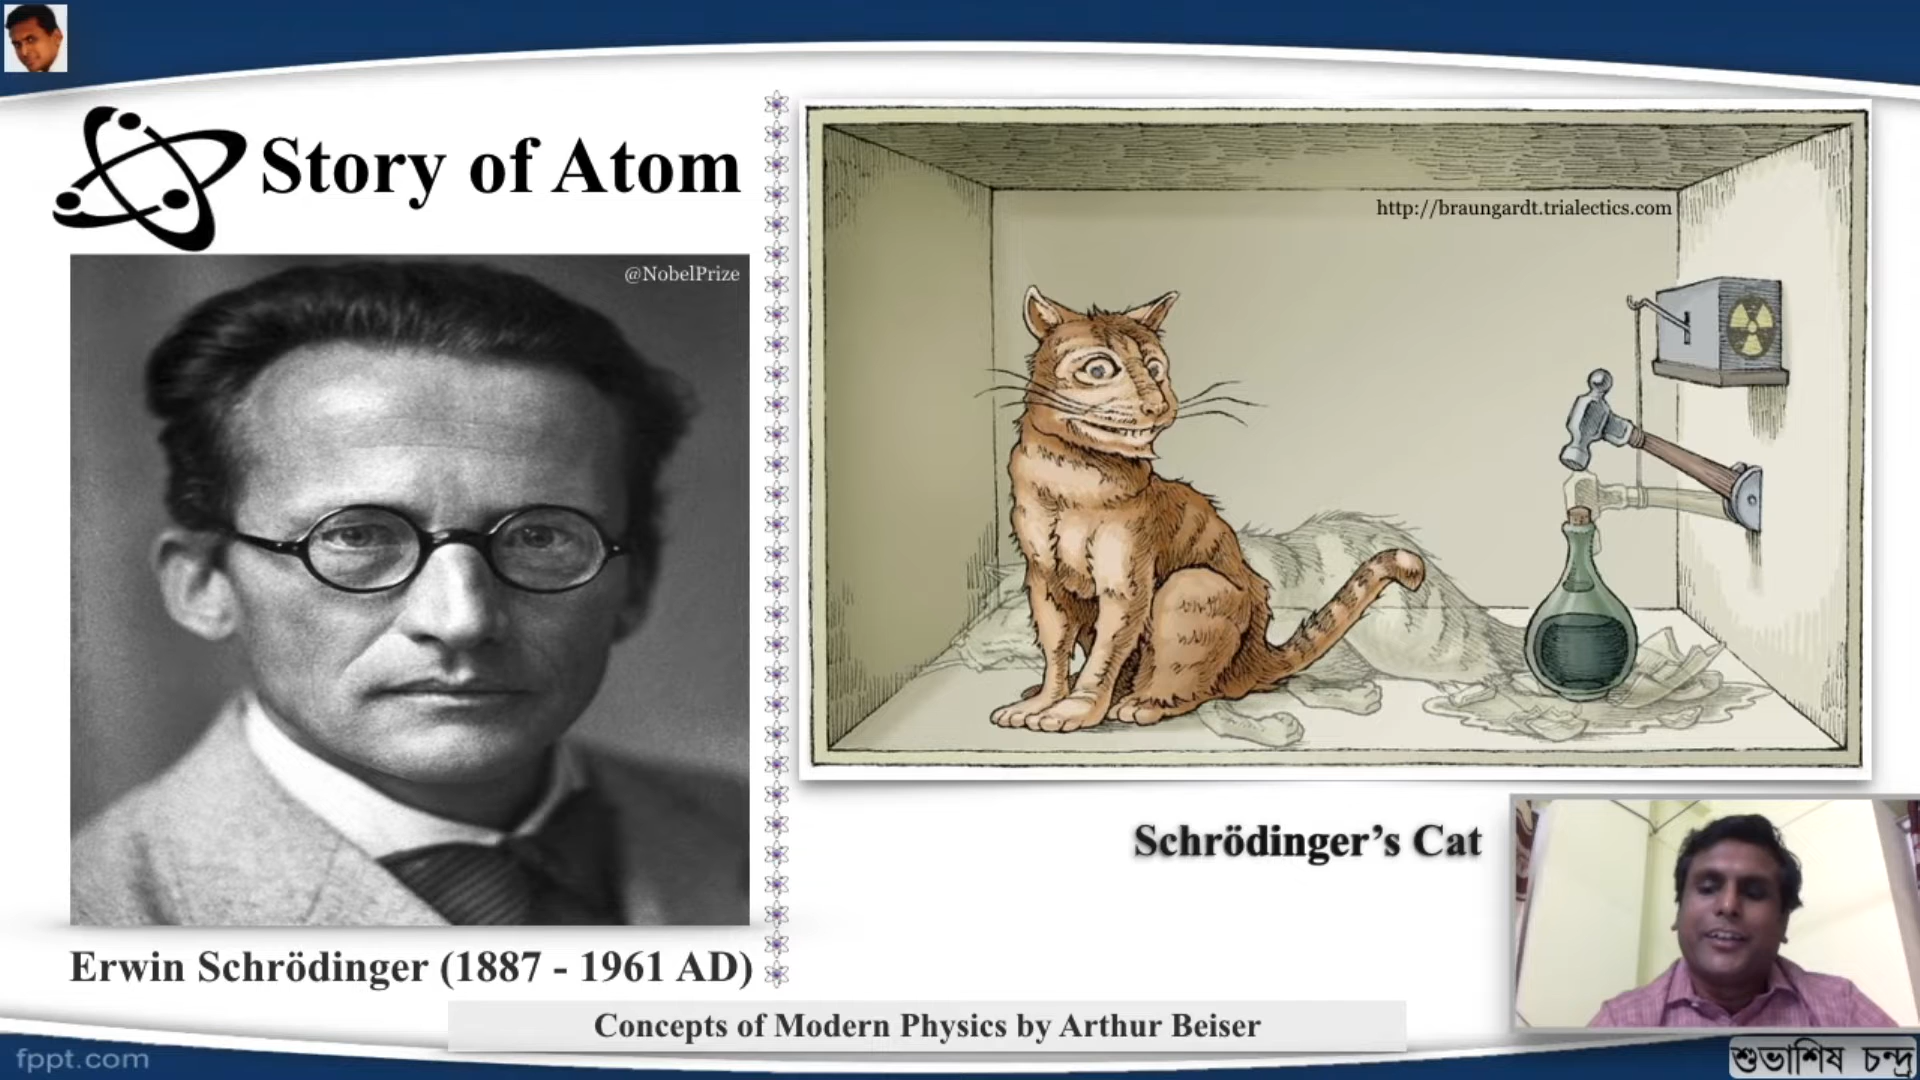 Story of Atom
@NobelPrize
Erwin Schrödinger (1887 - 1961 AD)
http://braungardt.trialectics.com
Schrödinger’s Cat
Concepts of Modern Physics by Arthur Beiser
fppt.com
শুভাশিষ চন্দ্র